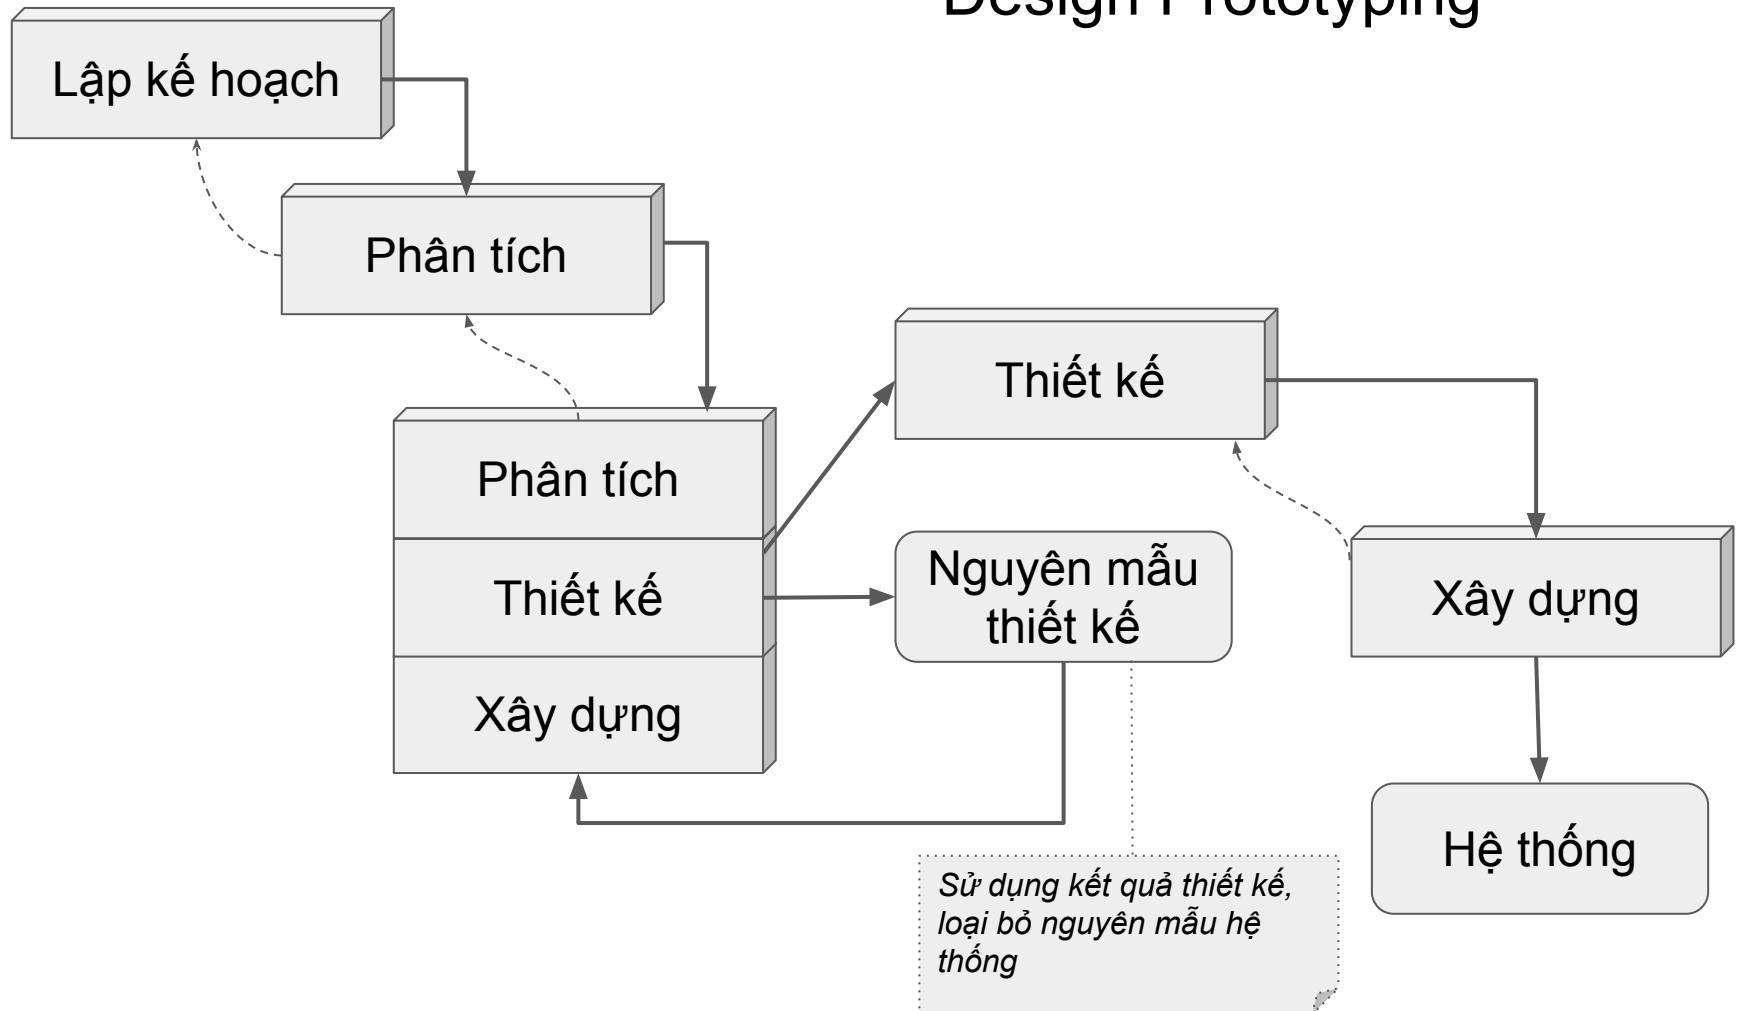 Design Prototyping
Lập kế hoạch
Phân tích
Thiết kế
Phân tích
Thiết kế
Xây dựng
Nguyên mẫu
thiết kế
Xây dựng
Hệ thống
Sử dụng kết quả thiết kế,
loại bỏ nguyên mẫu hệ
thống